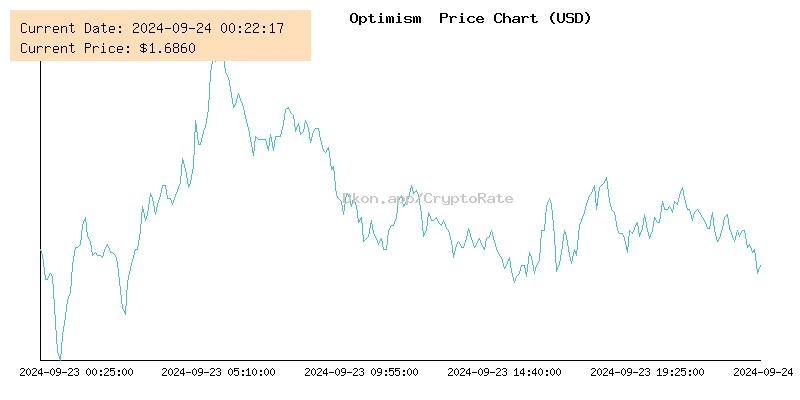 Optimism  Price Chart (USD)
Current Date: 2024-09-24 00:22:17
Current Price: $1.6860
Dkon.app/CryptoRate
2024-09-23 00:25:00 2024-09-23 05:10:00 2024-09-23 09:55:00 2024-09-23 14:40:00 2024-09-23 19:25:00 2024-09-24